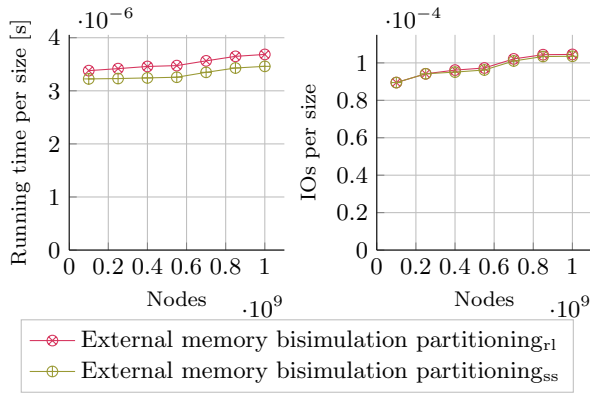 ·10⁻⁶
Running time per size [s]
4
3
1
0
0 0.2 0.4 0.6 0.8 1
Nodes
·10⁹
·10⁻⁴
IOs per size
1
0.8
0.6
0.4
0.2
0
0 0.2 0.4 0.6 0.8 1
Nodes
·10⁹
External memory bisimulation partitioning_rl
External memory bisimulation partitioning_ss